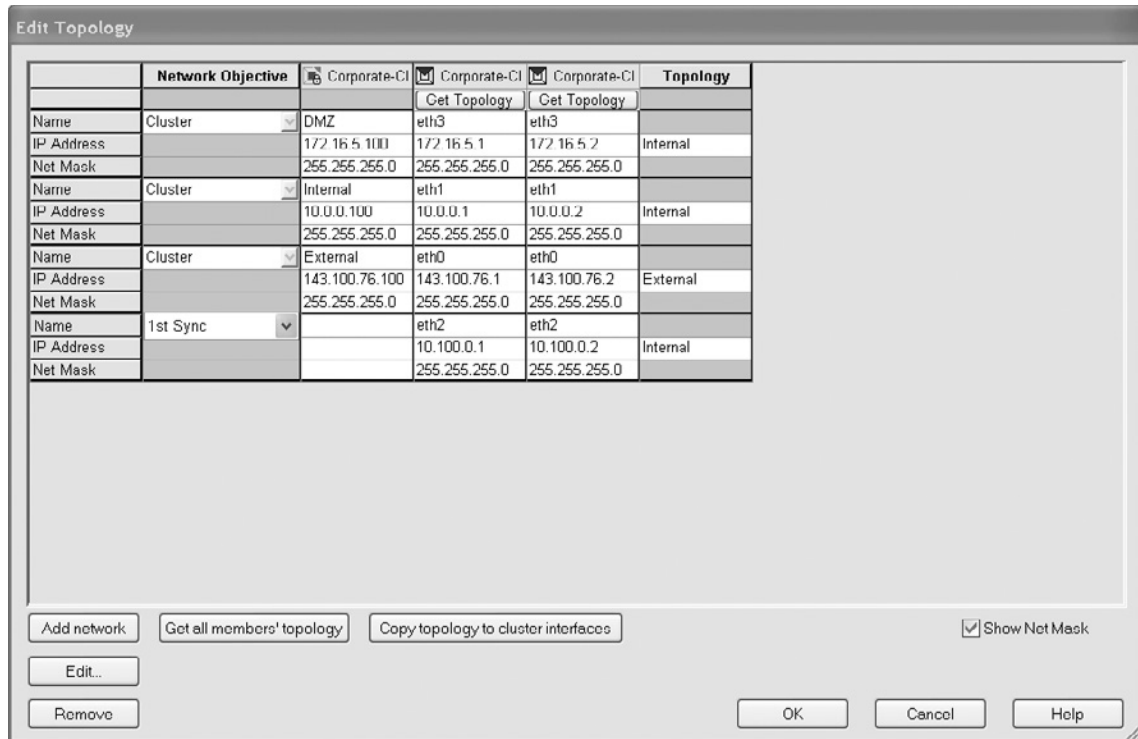 Edit Topology
Network Objective Corporate-Cl Corporate-Cl Corporate-Cl Topology
Get Topology Get Topology
Name Cluster DMZ eth3 eth3
IP Address 172.16.5.100 172.16.5.1 172.16.5.2 Internal
Net Mask 255.255.255.0 255.255.255.0 255.255.255.0
Name Cluster Internal eth1 eth1
IP Address 10.0.0.100 10.0.0.1 10.0.0.2 Internal
Net Mask 255.255.255.0 255.255.255.0 255.255.255.0
Name Cluster External eth0 eth0
IP Address 143.100.76.100 143.100.76.1 143.100.76.2 External
Net Mask 255.255.255.0 255.255.255.0 255.255.255.0
Name 1st Sync eth2 eth2
IP Address 10.100.0.1 10.100.0.2 Internal
Net Mask 255.255.255.0 255.255.255.0
Add network Get all members' topology Copy topology to cluster interfaces Show Net Mask
Edit...
Remove OK Cancel Help